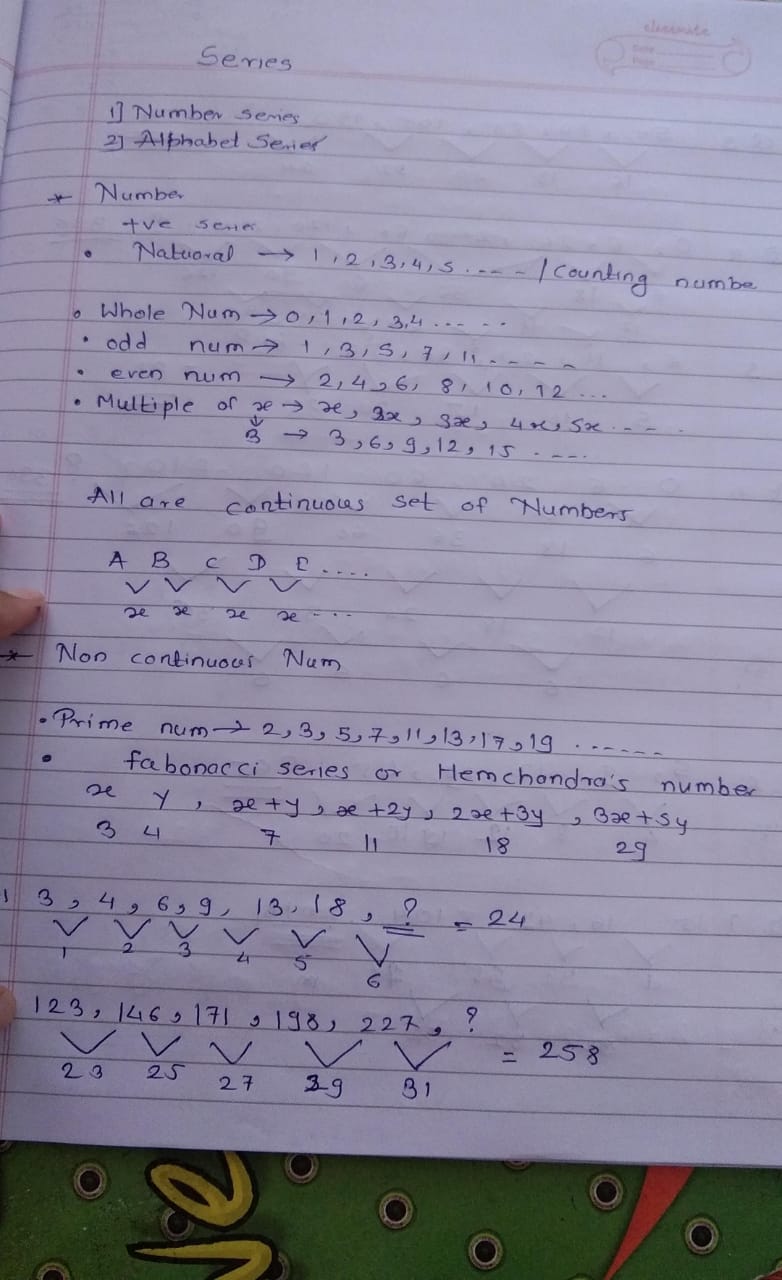 classmate
Date
Page
Series
1] Number series
2] Alphabet Series
* Number
+ve series
• Natuoral → 1, 2, 3, 4, 5 .---- / Counting numbe
• Whole Num → 0, 1, 2, 3, 4 ... --
• odd num → 1, 3, 5, 7, 11 - - - -
• even num → 2, 4, 6, 8, 10, 12 ...
• Multiple of x → x, 2x, 3x, 4x, 5x ....
3 → 3, 6, 9, 12, 15 . ---.
All are continuous set of Numbers
A B C D E ....
x x x x ...
* Non continuous Num
• Prime num → 2, 3, 5, 7, 11, 13, 17, 19 ......
• fabonacci series or Hemchondra's number
x y, x+y, x+2y, 2x+3y, 3x+5y
3 4 7 11 18 29
3, 4, 6, 9, 13, 18, ? = 24
1 2 3 4 5 6
123, 146, 171, 198, 227, ?
= 258
23 25 27 29 31